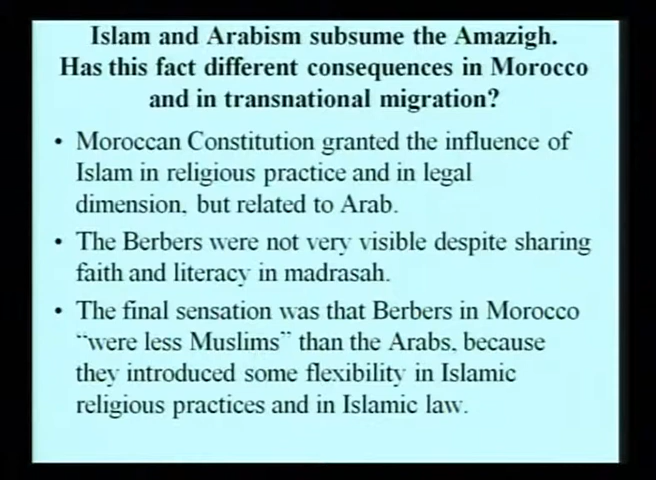 Islam and Arabism subsume the Amazigh.
Has this fact different consequences in Morocco
and in transnational migration?
• Moroccan Constitution granted the influence of
Islam in religious practice and in legal
dimension, but related to Arab.
• The Berbers were not very visible despite sharing
faith and literacy in madrasah.
• The final sensation was that Berbers in Morocco
“were less Muslims” than the Arabs, because
they introduced some flexibility in Islamic
religious practices and in Islamic law.